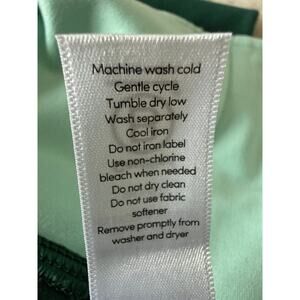 Machine wash cold
Gentle cycle
Tumble dry low
Wash separately
Cool iron
Do not iron label
Use non-chlorine
bleach when needed
Do not dry clean
Do not use fabric
softener
Remove promptly from
washer and dryer